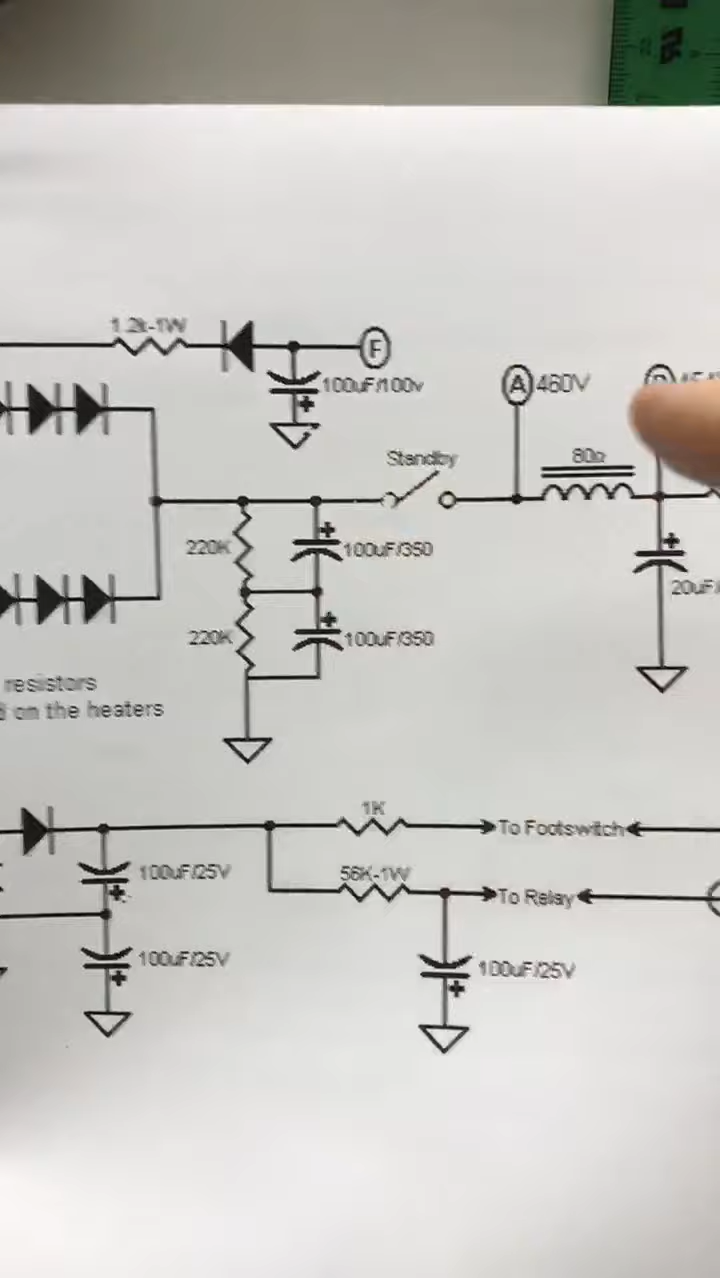 1.2k-1W
F
100uF/100v
A 460V
Standby
80Ω
220K
100uF/350
20uF/
220K
100uF/350
resistors
on the heaters
1K
To Footswitch
100uF/25V
56K-1W
To Relay
100uF/25V
100uF/25V